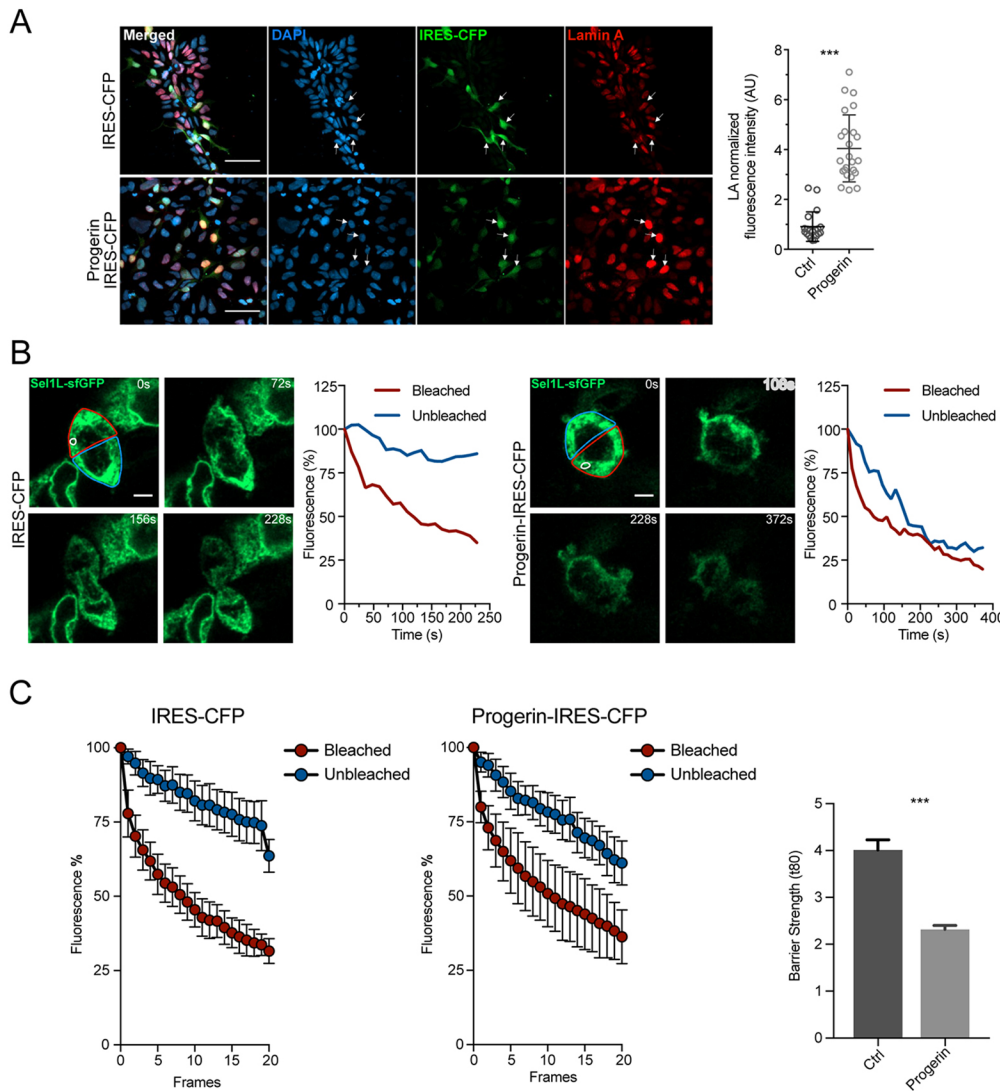 A
Merged
DAPI
IRES-CFP
Lamin A
IRES-CFP
Progerin
IRES-CFP
LA normalized
fluorescence intensity (AU)
8
6
4
2
0
***
Ctrl
Progerin
B
Sel1L-sfGFP
0s
72s
156s
228s
IRES-CFP
Fluorescence (%)
125
100
75
50
25
0
Bleached
Unbleached
0
50
100
150
200
250
Time (s)
Sel1L-sfGFP
0s
228s
372s
Progerin-IRES-CFP
Fluorescence (%)
125
100
75
50
25
0
Bleached
Unbleached
0
100
200
300
400
Time (s)
C
IRES-CFP
Fluorescence %
100
75
50
25
0
Bleached
Unbleached
0
5
10
15
20
Frames
Progerin-IRES-CFP
Fluorescence %
100
75
50
25
0
Bleached
Unbleached
0
5
10
15
20
Frames
Barrier Strength (t80)
5
4
3
2
1
0
***
Ctrl
Progerin